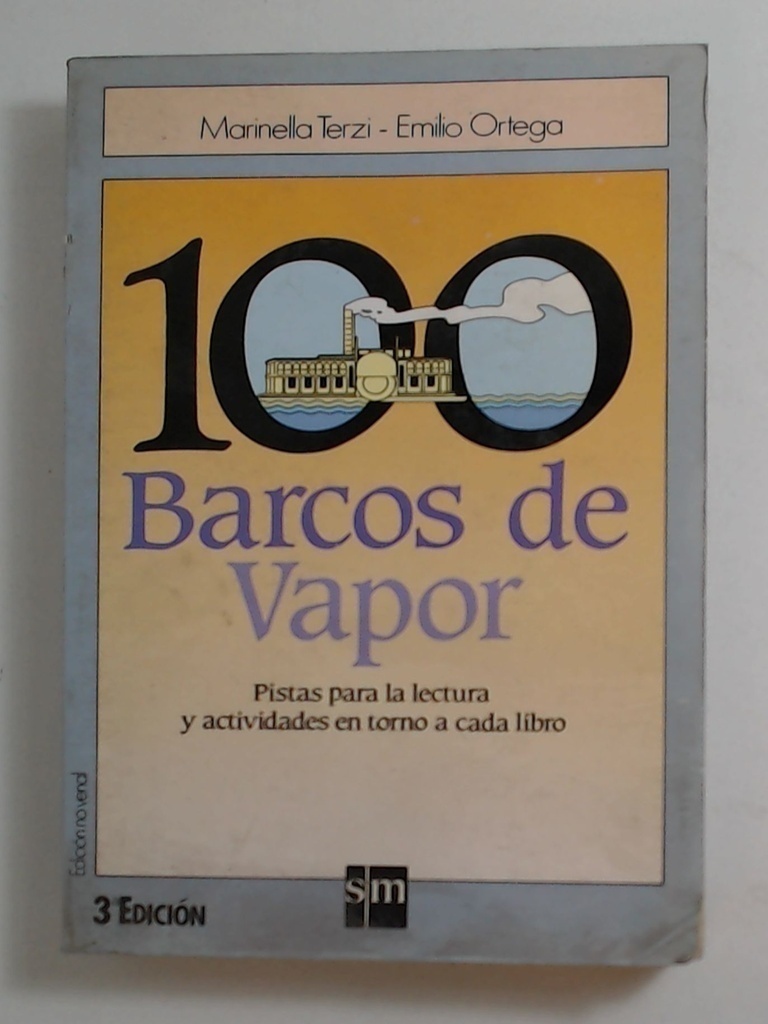 Marinella Terzi - Emilio Ortega
100
Barcos de
Vapor
Pistas para la lectura
y actividades en torno a cada libro
Edición no venal
3ª EDICIÓN
sm